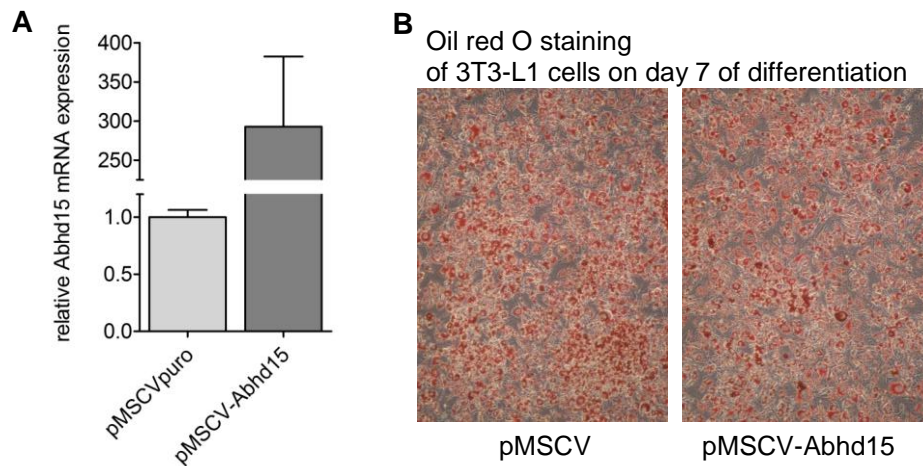 A
relative Abhd15 mRNA expression
400
350
300
250
1.0
0.5
0.0
pMSCVpuro
pMSCV-Abhd15
B
Oil red O staining
of 3T3-L1 cells on day 7 of differentiation
pMSCV
pMSCV-Abhd15